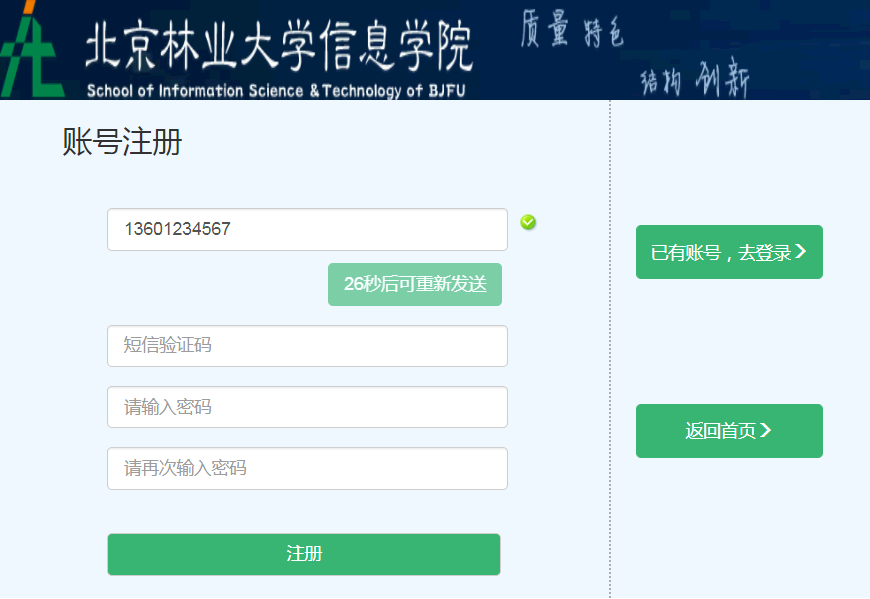 北京林业大学信息学院
School of Information Science & Technology of BJFU
质量 特色
结构 创新
账号注册
13601234567
26秒后可重新发送
短信验证码
请输入密码
请再次输入密码
注册
已有账号，去登录
返回首页